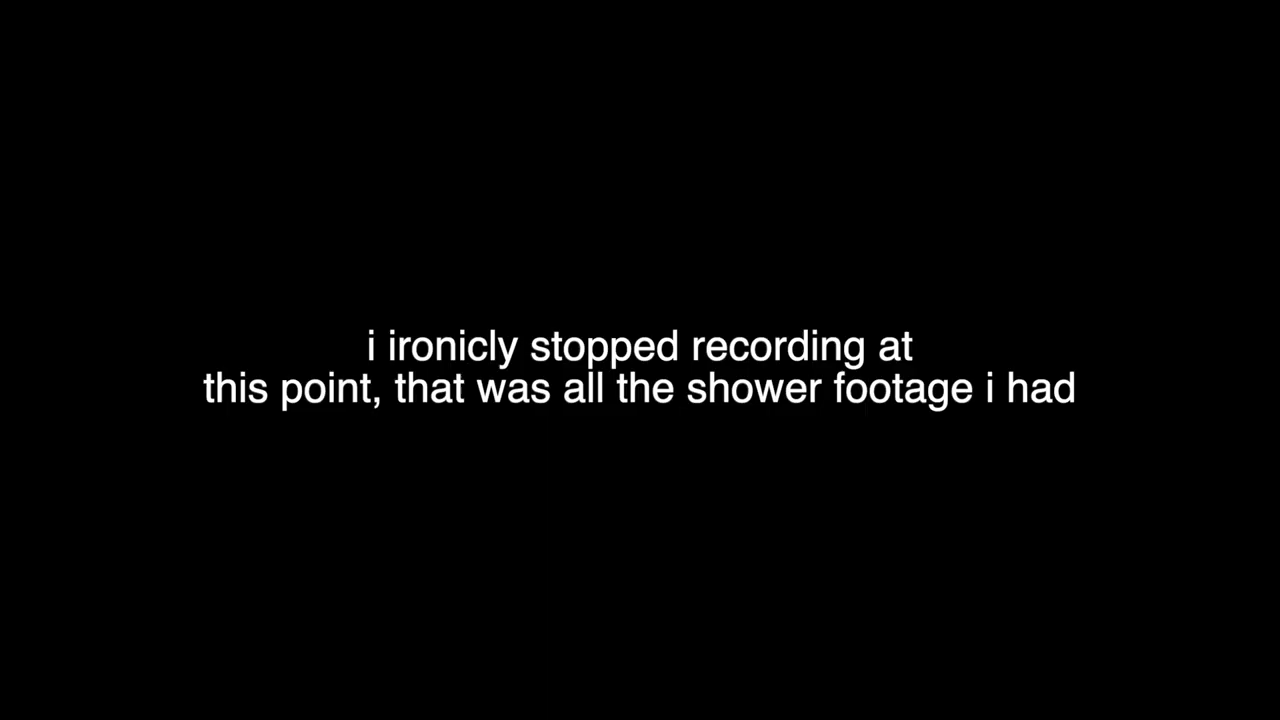 i ironicly stopped recording at
this point, that was all the shower footage i had